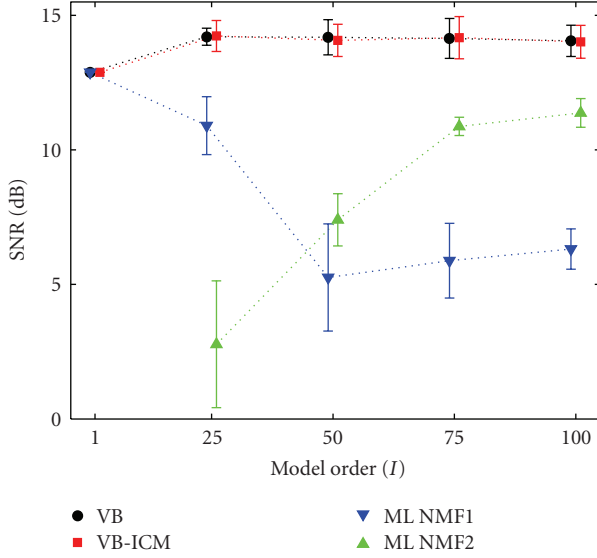 15
10
5
0
SNR (dB)
1 25 50 75 100
Model order (I)
VB ML NMF1
VB-ICM ML NMF2